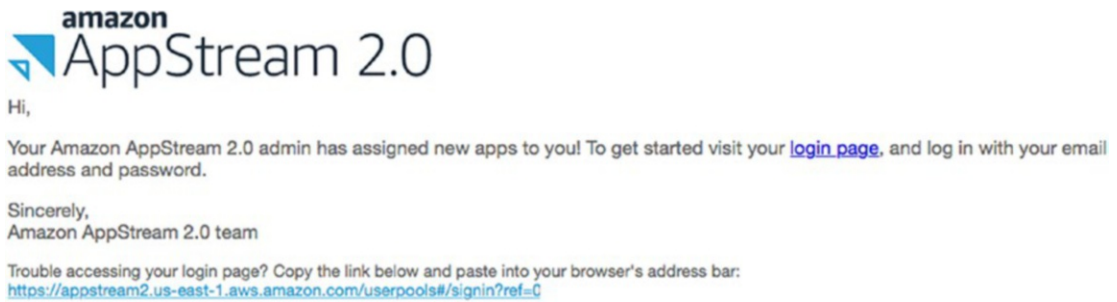 amazon
AppStream 2.0
Hi,
Your Amazon AppStream 2.0 admin has assigned new apps to you! To get started visit your login page, and log in with your email
address and password.
Sincerely,
Amazon AppStream 2.0 team
Trouble accessing your login page? Copy the link below and paste into your browser's address bar:
https://appstream2.us-east-1.aws.amazon.com/userpools#/signin?ref=0